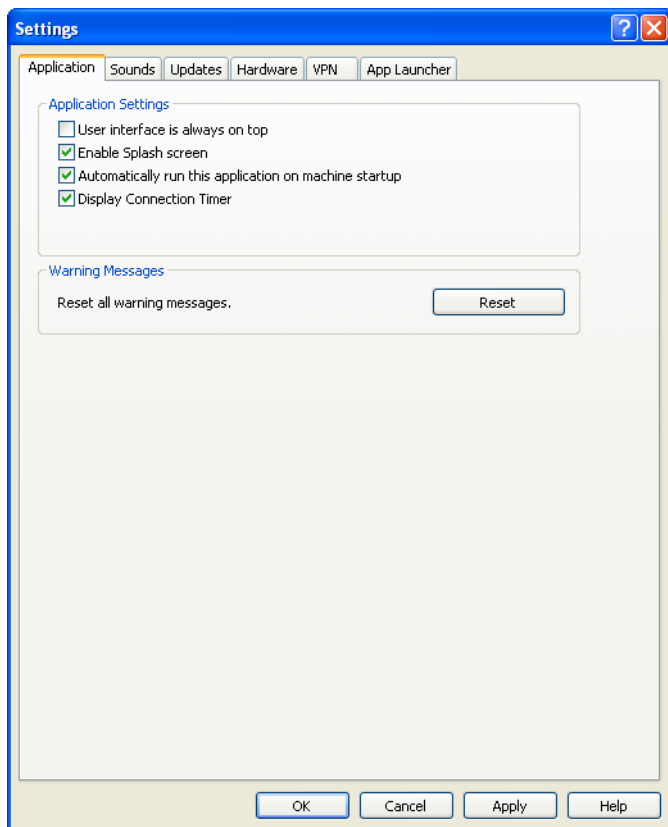 Settings
Application Sounds Updates Hardware VPN App Launcher
Application Settings
User interface is always on top
Enable Splash screen
Automatically run this application on machine startup
Display Connection Timer
Warning Messages
Reset all warning messages. Reset
OK Cancel Apply Help